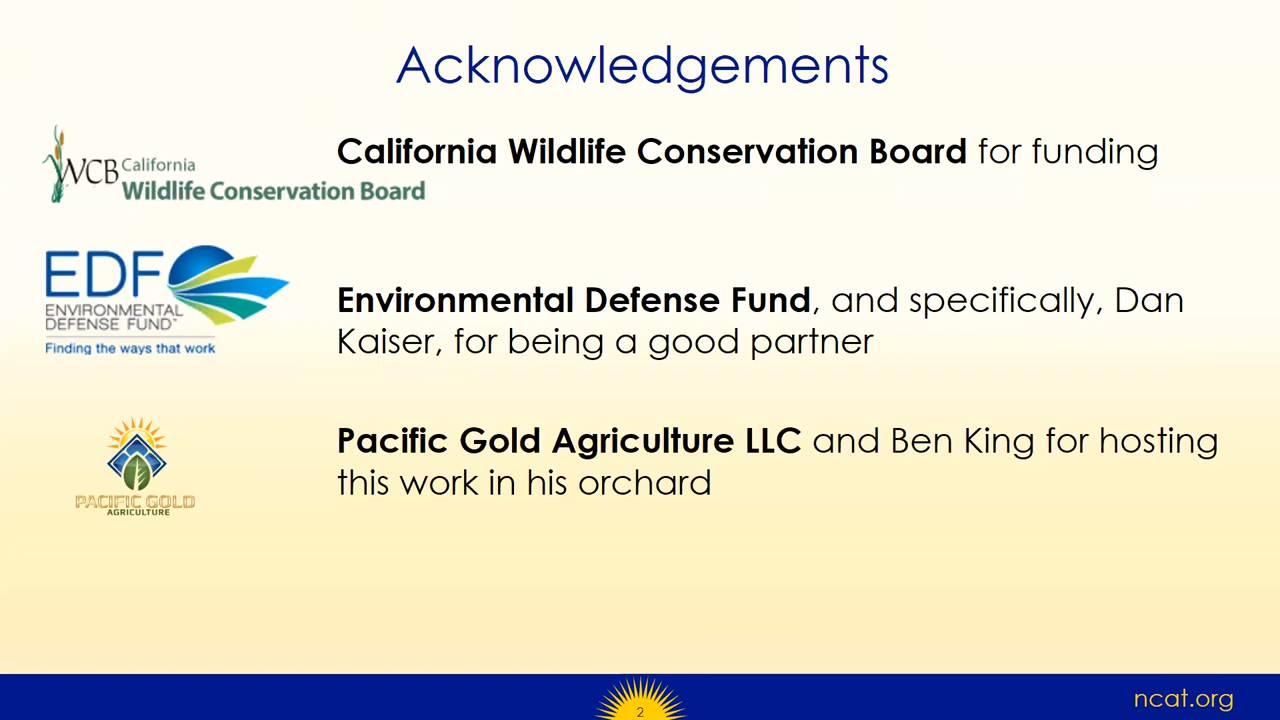 Acknowledgements
WCB California
Wildlife Conservation Board
California Wildlife Conservation Board for funding
EDF
ENVIRONMENTAL
DEFENSE FUND™
Finding the ways that work
Environmental Defense Fund, and specifically, Dan
Kaiser, for being a good partner
PACIFIC GOLD
AGRICULTURE
Pacific Gold Agriculture LLC and Ben King for hosting
this work in his orchard
2
ncat.org